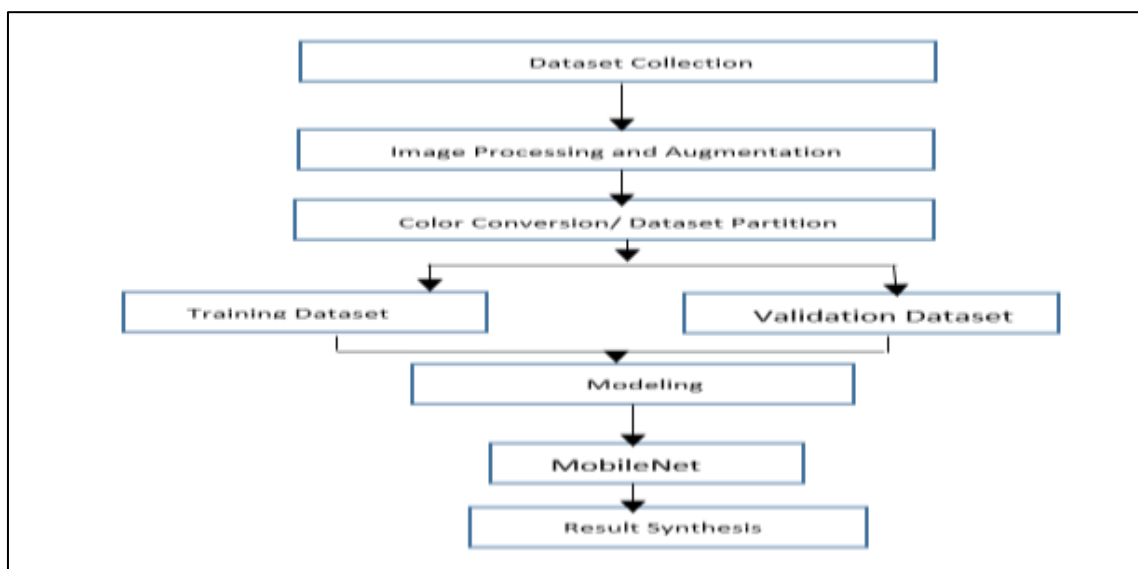 Dataset Collection
Image Processing and Augmentation
Color Conversion/ Dataset Partition
Training Dataset
Validation Dataset
Modeling
MobileNet
Result Synthesis